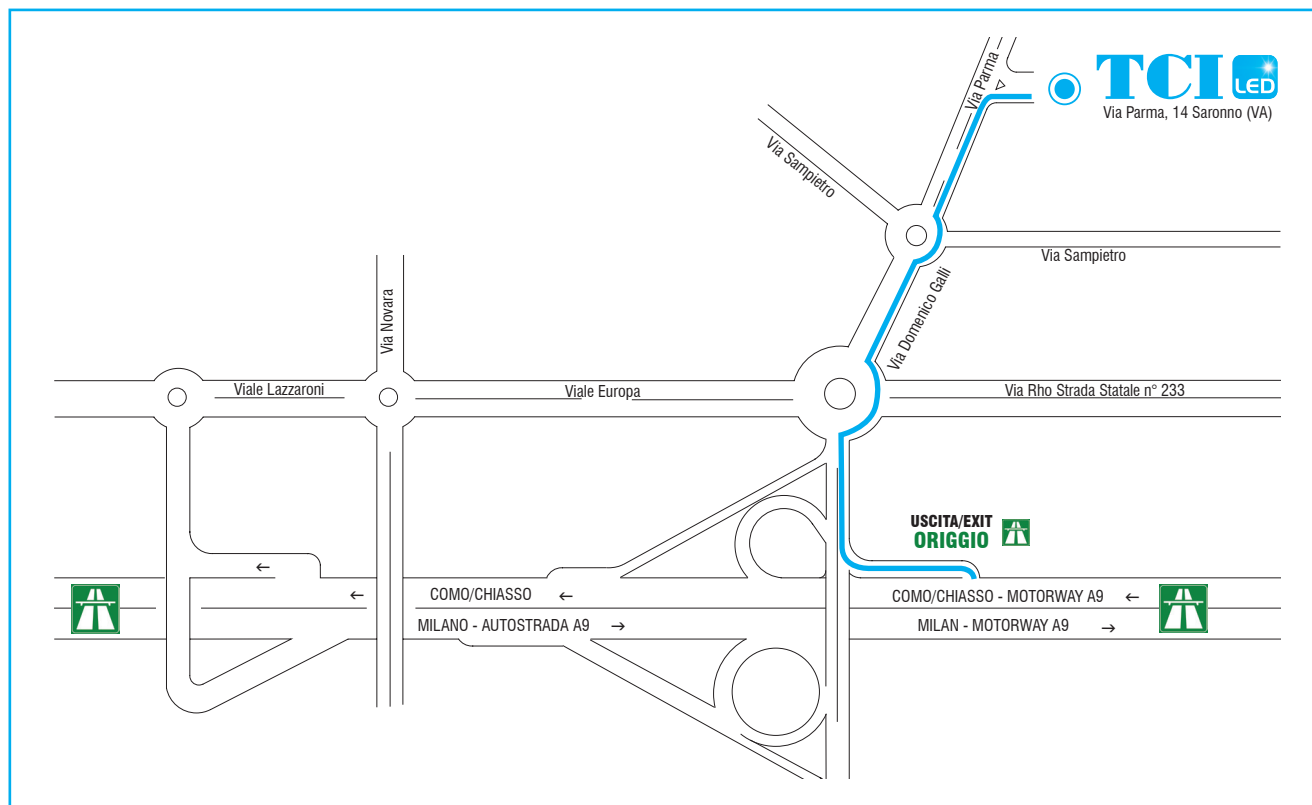 TCI
LED
Via Parma, 14 Saronno (VA)
Via Parma
Via Sampietro
Via Sampietro
Via Domenico Galli
Via Novara
Viale Lazzaroni
Viale Europa
Via Rho Strada Statale n° 233
USCITA/EXIT
ORIGGIO
←
← COMO/CHIASSO ←
COMO/CHIASSO - MOTORWAY A9 ←
MILANO - AUTOSTRADA A9 →
MILAN - MOTORWAY A9 →